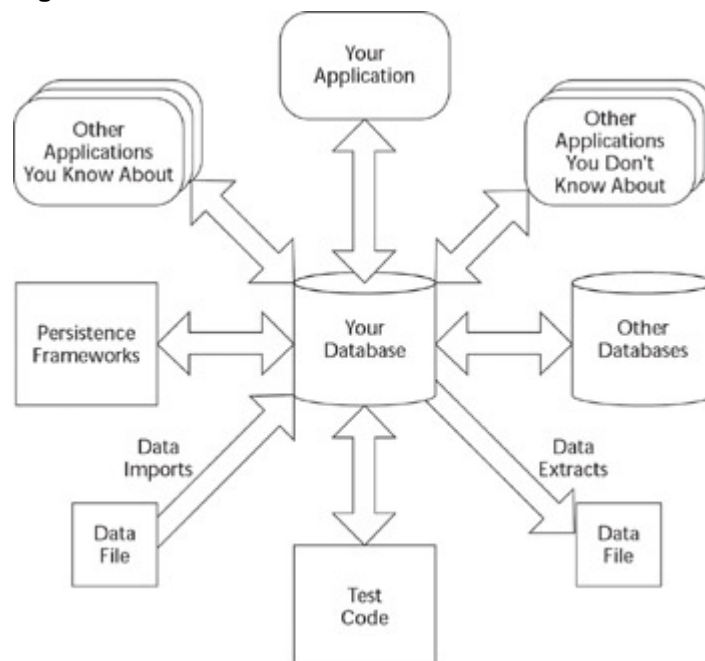 Your
Application
Other
Applications
You Know About
Other
Applications
You Don't
Know About
Persistence
Frameworks
Your
Database
Other
Databases
Data
Imports
Data
Extracts
Data
File
Test
Code
Data
File